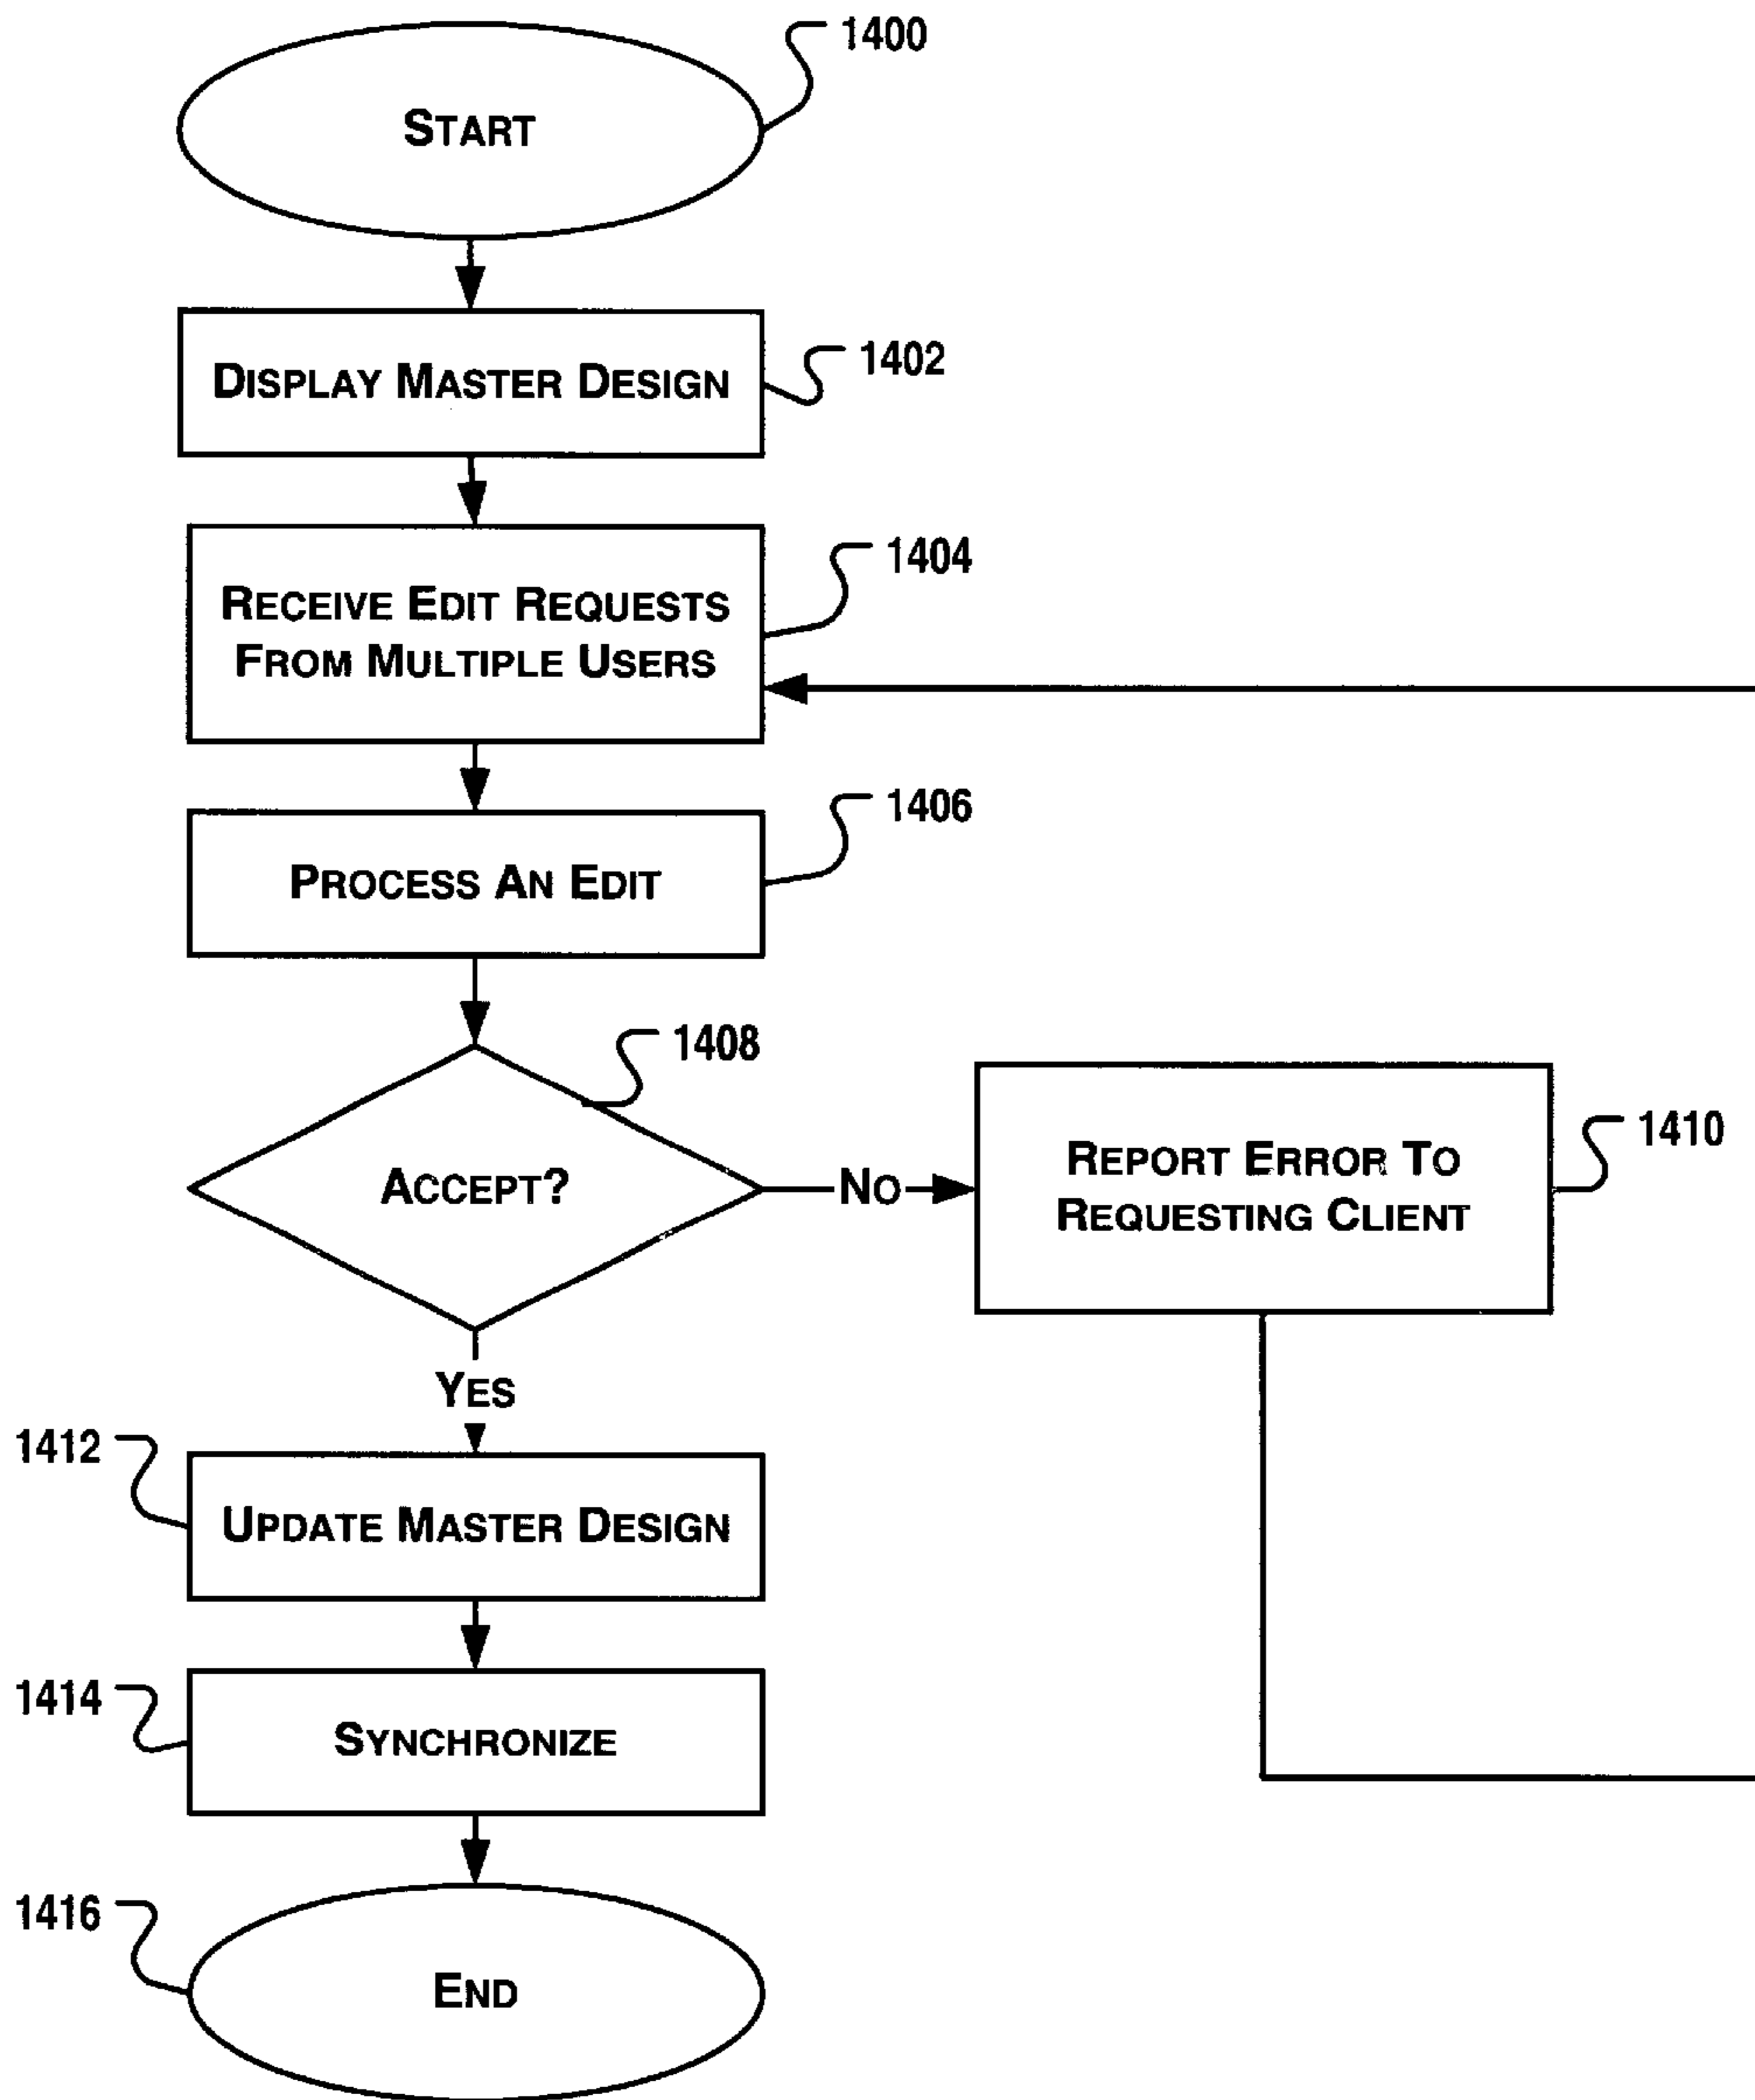 1400
START
DISPLAY MASTER DESIGN
1402
1404
RECEIVE EDIT REQUESTS
FROM MULTIPLE USERS
1406
PROCESS AN EDIT
1408
ACCEPT?
NO
REPORT ERROR TO
REQUESTING CLIENT
1410
YES
1412
UPDATE MASTER DESIGN
1414
SYNCHRONIZE
1416
END